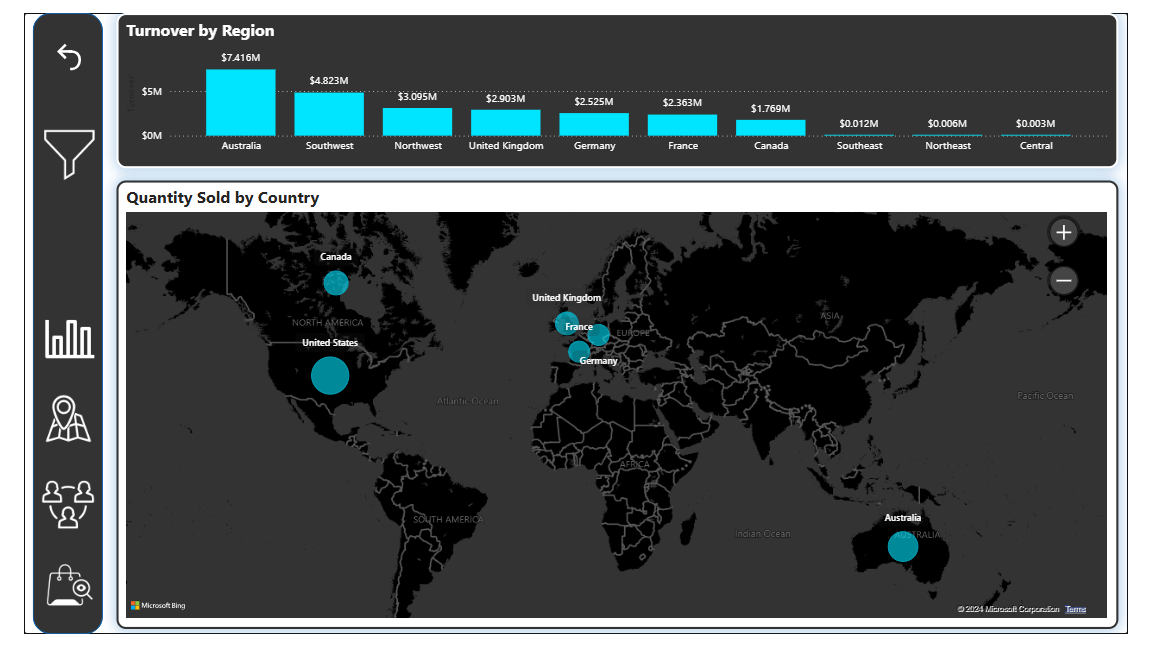 Turnover by Region
$7.416M
$4.823M
$3.095M
$2.903M
$2.525M
$2.363M
$1.769M
$0.012M
$0.006M
$0.003M
$5M
$0M
Turnover
Australia
Southwest
Northwest
United Kingdom
Germany
France
Canada
Southeast
Northeast
Central
Quantity Sold by Country
Canada
United Kingdom
NORTH AMERICA
France
EUROPE
ASIA
United States
Germany
Atlantic Ocean
Pacific Ocean
AFRICA
SOUTH AMERICA
Australia
AUSTRALIA
Indian Ocean
Microsoft Bing
© 2024 Microsoft Corporation Terms